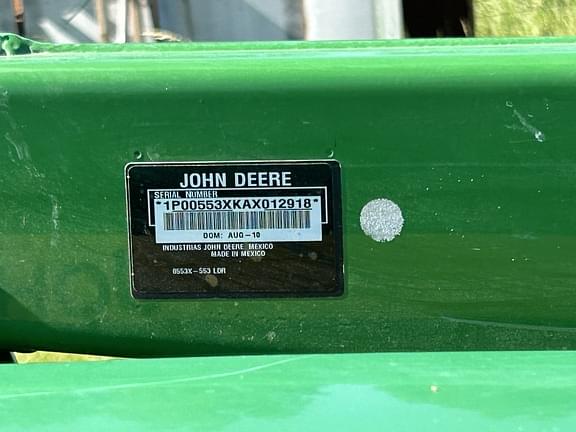 JOHN DEERE
SERIAL NUMBER
*1P00553XKAX012918*
DOM: AUG-10
INDUSTRIAS JOHN DEERE, MEXICO
MADE IN MEXICO
0553X-553 LDR